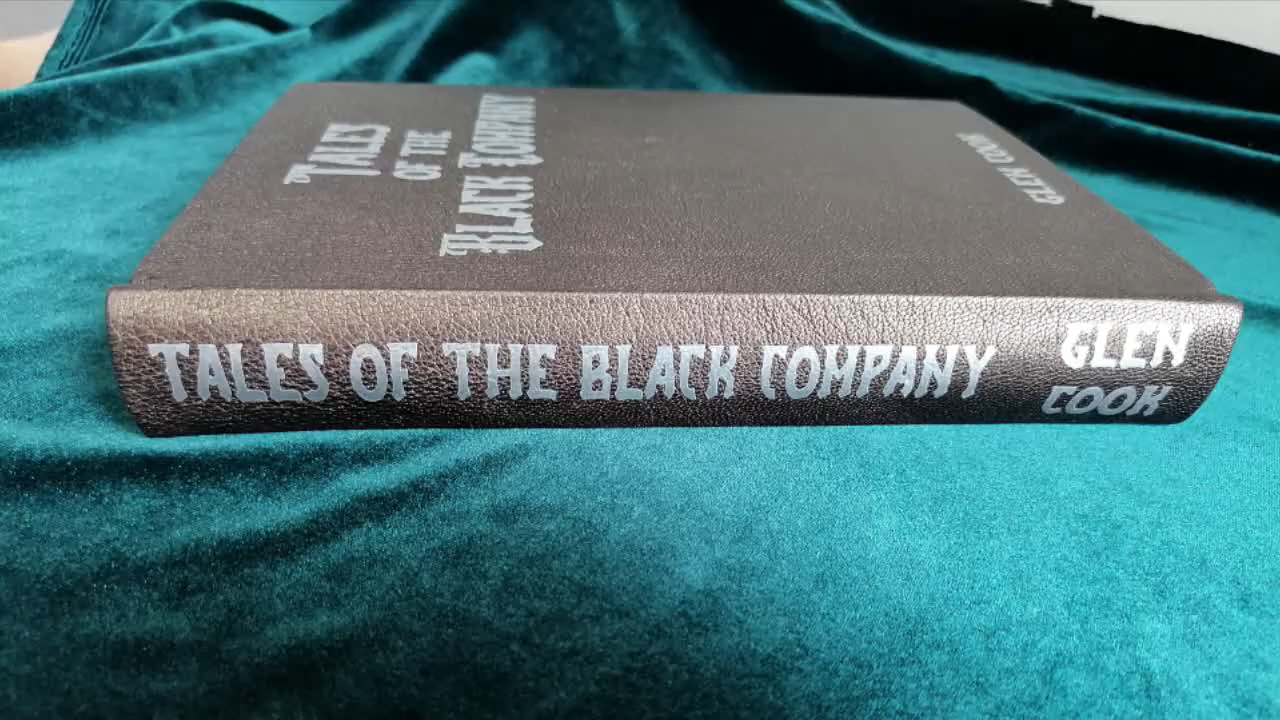 TALES
OF THE
BLACK COMPANY
GLEN COOK
TALES OF THE BLACK COMPANY
GLEN
COOK